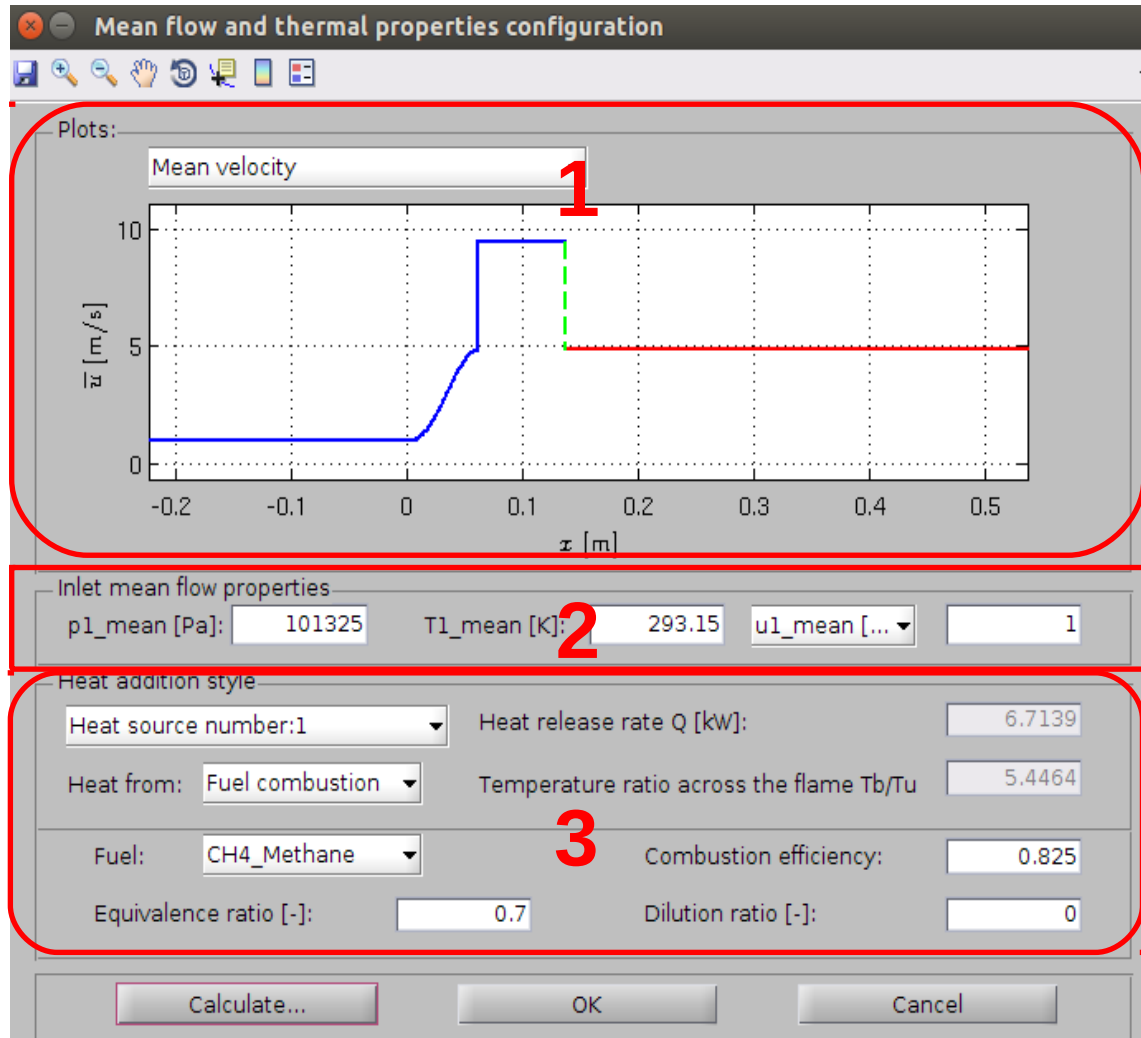 Mean flow and thermal properties configuration
Plots:
Mean velocity
1
10
5
0
u̅ [m/s]
-0.2 -0.1 0 0.1 0.2 0.3 0.4 0.5
x [m]
Inlet mean flow properties
p1_mean [Pa]: 101325 T1_mean [K]: 293.15 u1_mean [... 1
2
Heat addition style
Heat source number:1 Heat release rate Q [kW]: 6.7139
Heat from: Fuel combustion Temperature ratio across the flame Tb/Tu 5.4464
3
Fuel: CH4_Methane Combustion efficiency: 0.825
Equivalence ratio [-]: 0.7 Dilution ratio [-]: 0
Calculate... OK Cancel